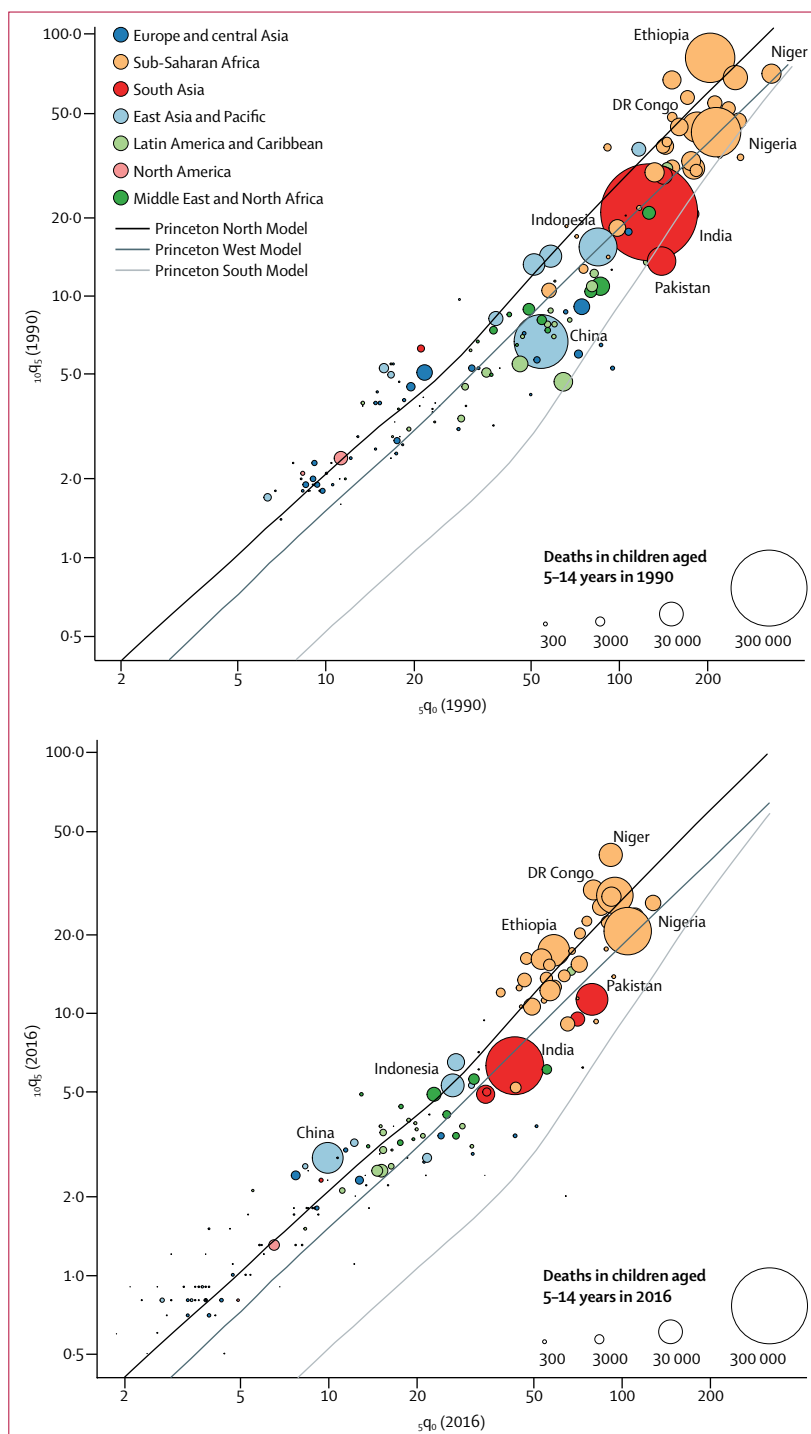 100·0
50·0
20·0
10·0
5·0
2·0
1·0
0·5
₁₀q₅ (1990)
Europe and central Asia
Sub-Saharan Africa
South Asia
East Asia and Pacific
Latin America and Caribbean
North America
Middle East and North Africa
Princeton North Model
Princeton West Model
Princeton South Model
Ethiopia
Niger
DR Congo
Nigeria
Indonesia
India
Pakistan
China
Deaths in children aged
5–14 years in 1990
300
3000
30 000
300 000
2
5
10
20
50
100
200
₅q₀ (1990)
100·0
50·0
20·0
10·0
5·0
2·0
1·0
0·5
₁₀q₅ (2016)
Niger
DR Congo
Ethiopia
Nigeria
Pakistan
India
Indonesia
China
Deaths in children aged
5–14 years in 2016
300
3000
30 000
300 000
2
5
10
20
50
100
200
₅q₀ (2016)